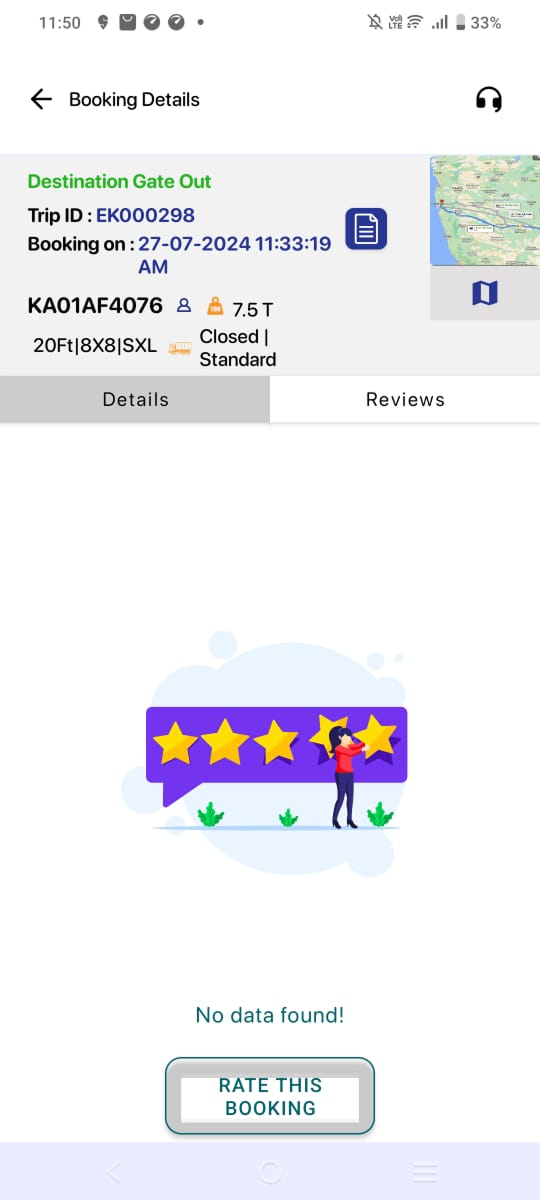 11:50
Vo)) LTE
33%
Booking Details
Destination Gate Out
Trip ID : EK000298
Booking on : 27-07-2024 11:33:19
AM
KA01AF4076
7.5 T
20Ft|8X8|SXL
Closed |
Standard
Details
Reviews
No data found!
RATE THIS
BOOKING